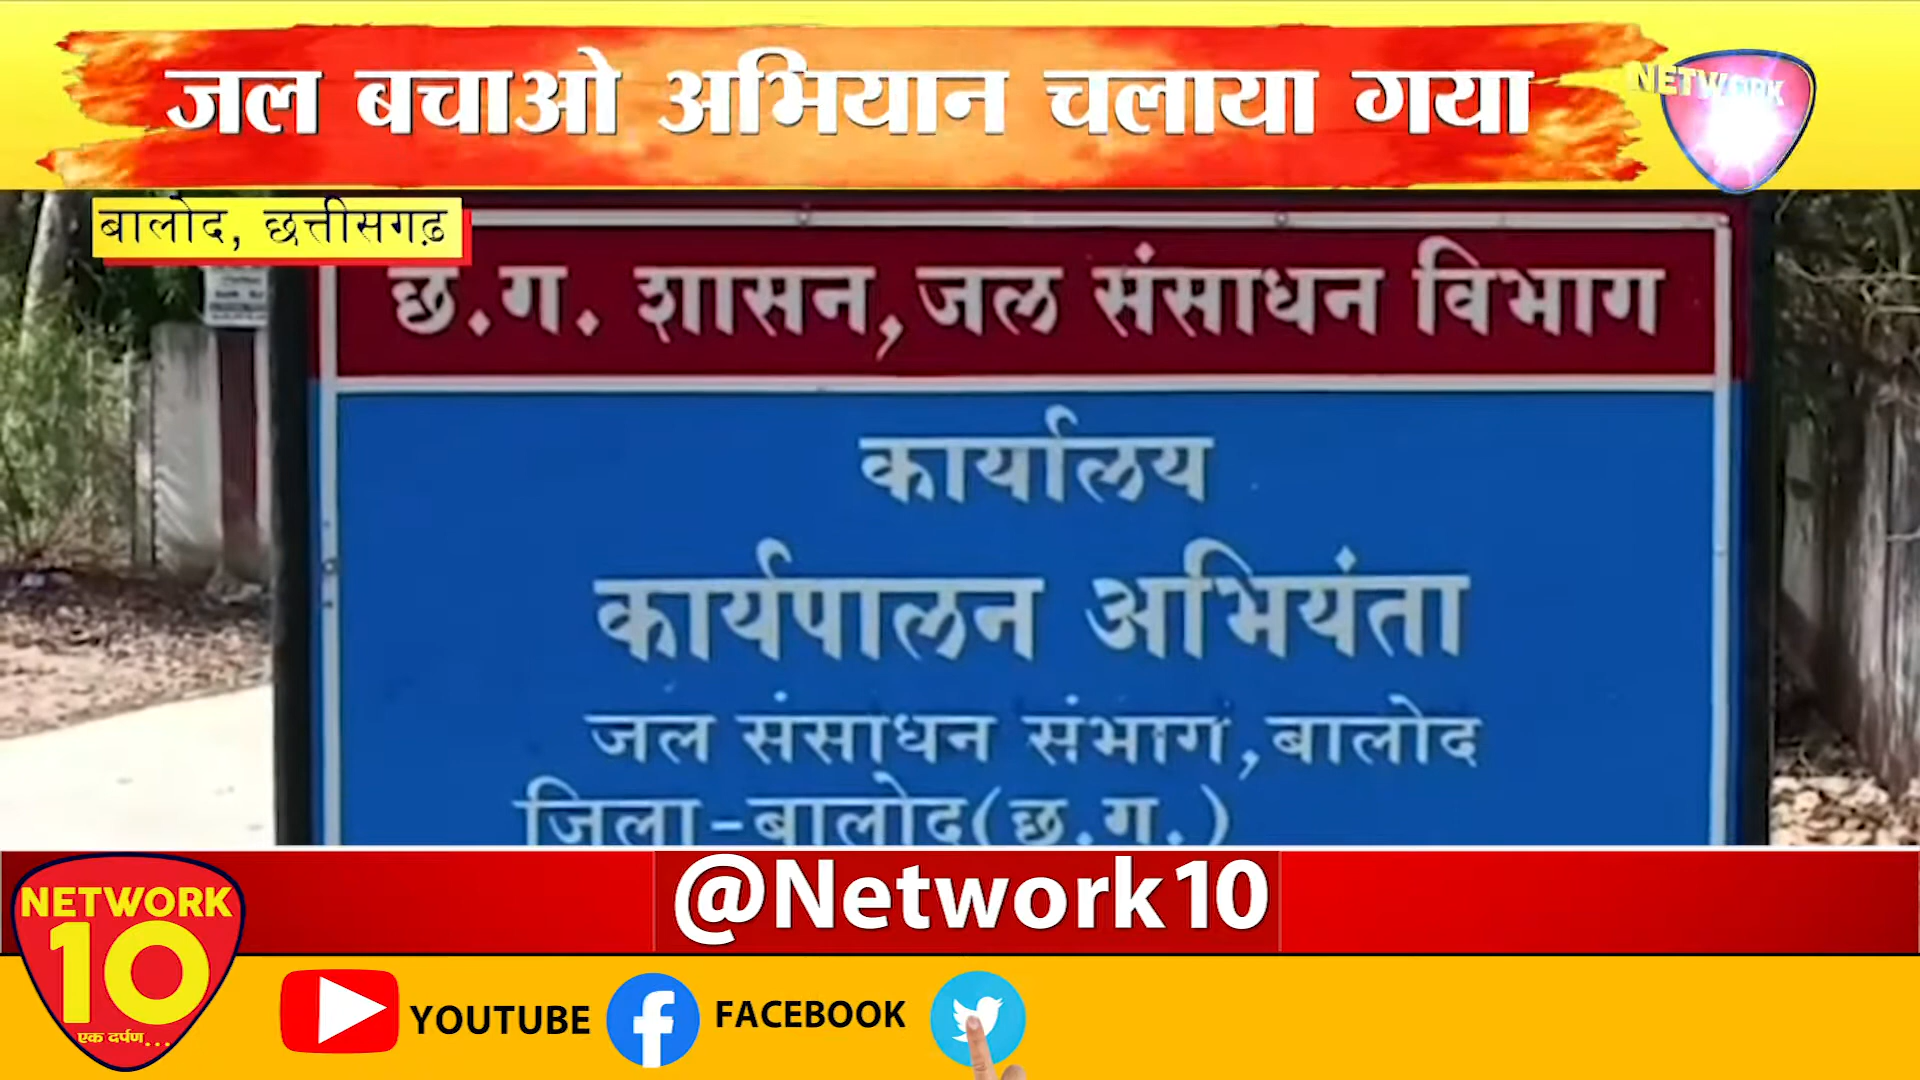 जल बचाओ अभियान चलाया गया
NETWORK
बालोद, छत्तीसगढ़
छ.ग. शासन,जल संसाधन विभाग
कार्यालय
कार्यपालन अभियंता
जल संसाधन संभाग,बालोद
जिला-बालोद(छ.ग.)
@Network10
NETWORK
10
एक दर्पण...
YOUTUBE
FACEBOOK